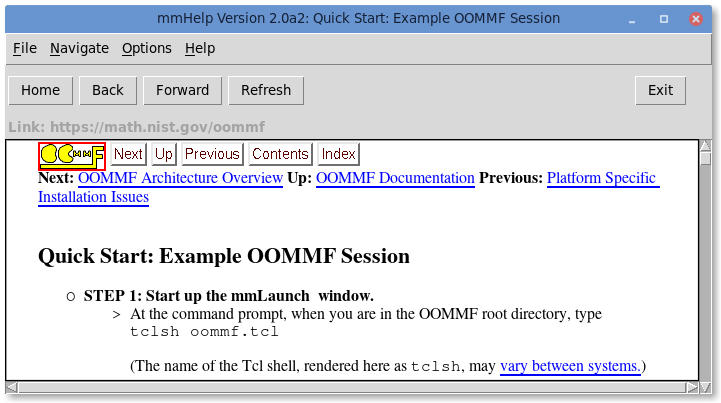 mmHelp Version 2.0a2: Quick Start: Example OOMMF Session
File Navigate Options Help
Home Back Forward Refresh Exit
Link: https://math.nist.gov/oommf
OOMMF Next Up Previous Contents Index
Next: OOMMF Architecture Overview Up: OOMMF Documentation Previous: Platform Specific
Installation Issues
Quick Start: Example OOMMF Session
STEP 1: Start up the mmLaunch window.
> At the command prompt, when you are in the OOMMF root directory, type
tclsh oommf.tcl
(The name of the Tcl shell, rendered here as tclsh, may vary between systems.)